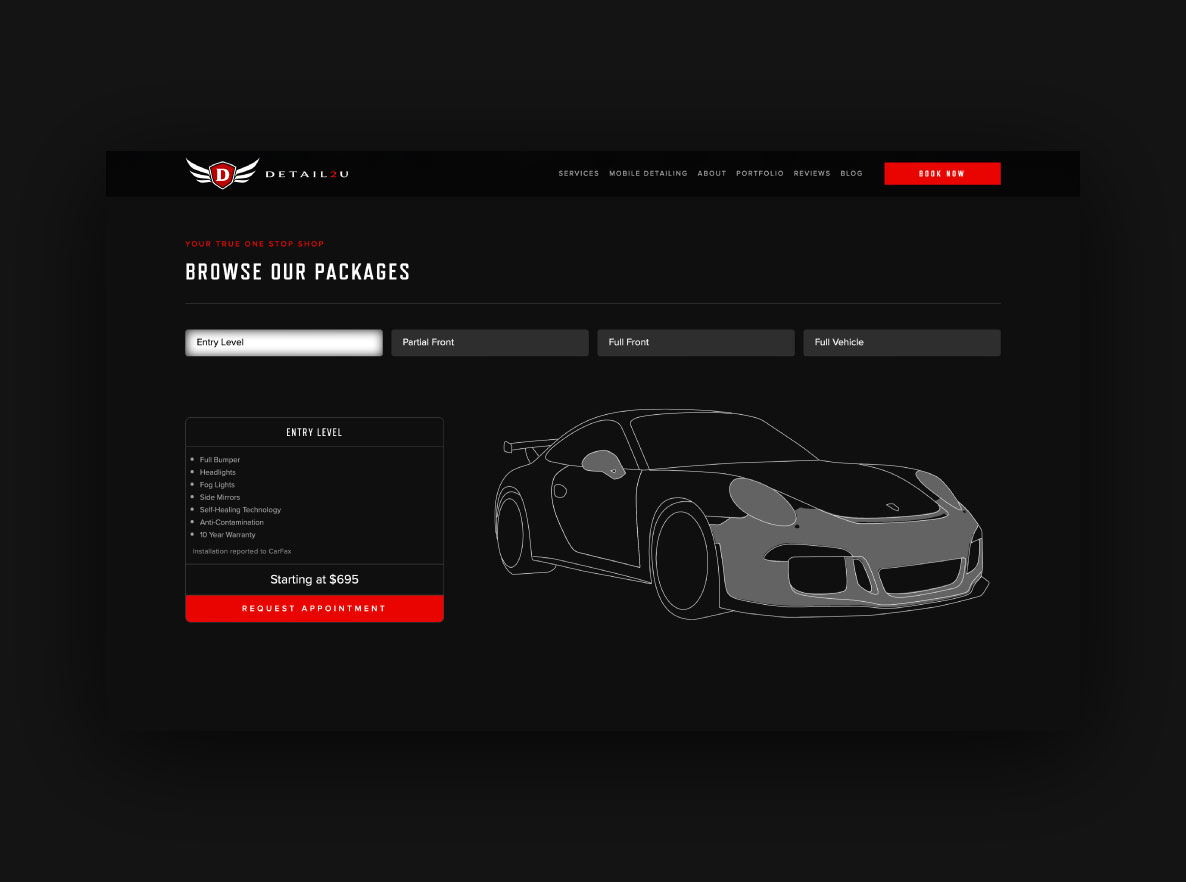 D DETAIL2U
SERVICES MOBILE DETAILING ABOUT PORTFOLIO REVIEWS BLOG BOOK NOW
YOUR TRUE ONE STOP SHOP
BROWSE OUR PACKAGES
Entry Level Partial Front Full Front Full Vehicle
ENTRY LEVEL
Full Bumper
Headlights
Fog Lights
Side Mirrors
Self-Healing Technology
Anti-Contamination
10 Year Warranty
Installation reported to CarFax
Starting at $695
REQUEST APPOINTMENT